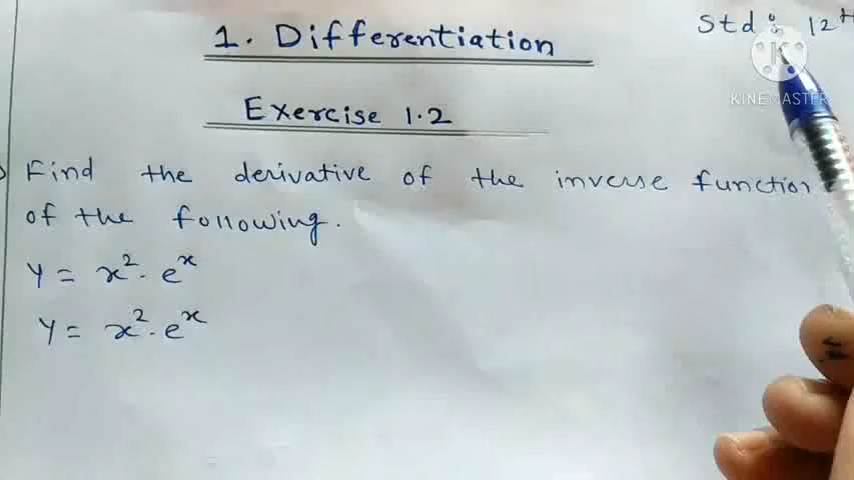 Std : 12
1. Differentiation
KINEMASTER
Exercise 1.2
Find the derivative of the inverse function
of the following.
y = x² · eˣ
y = x² · eˣ